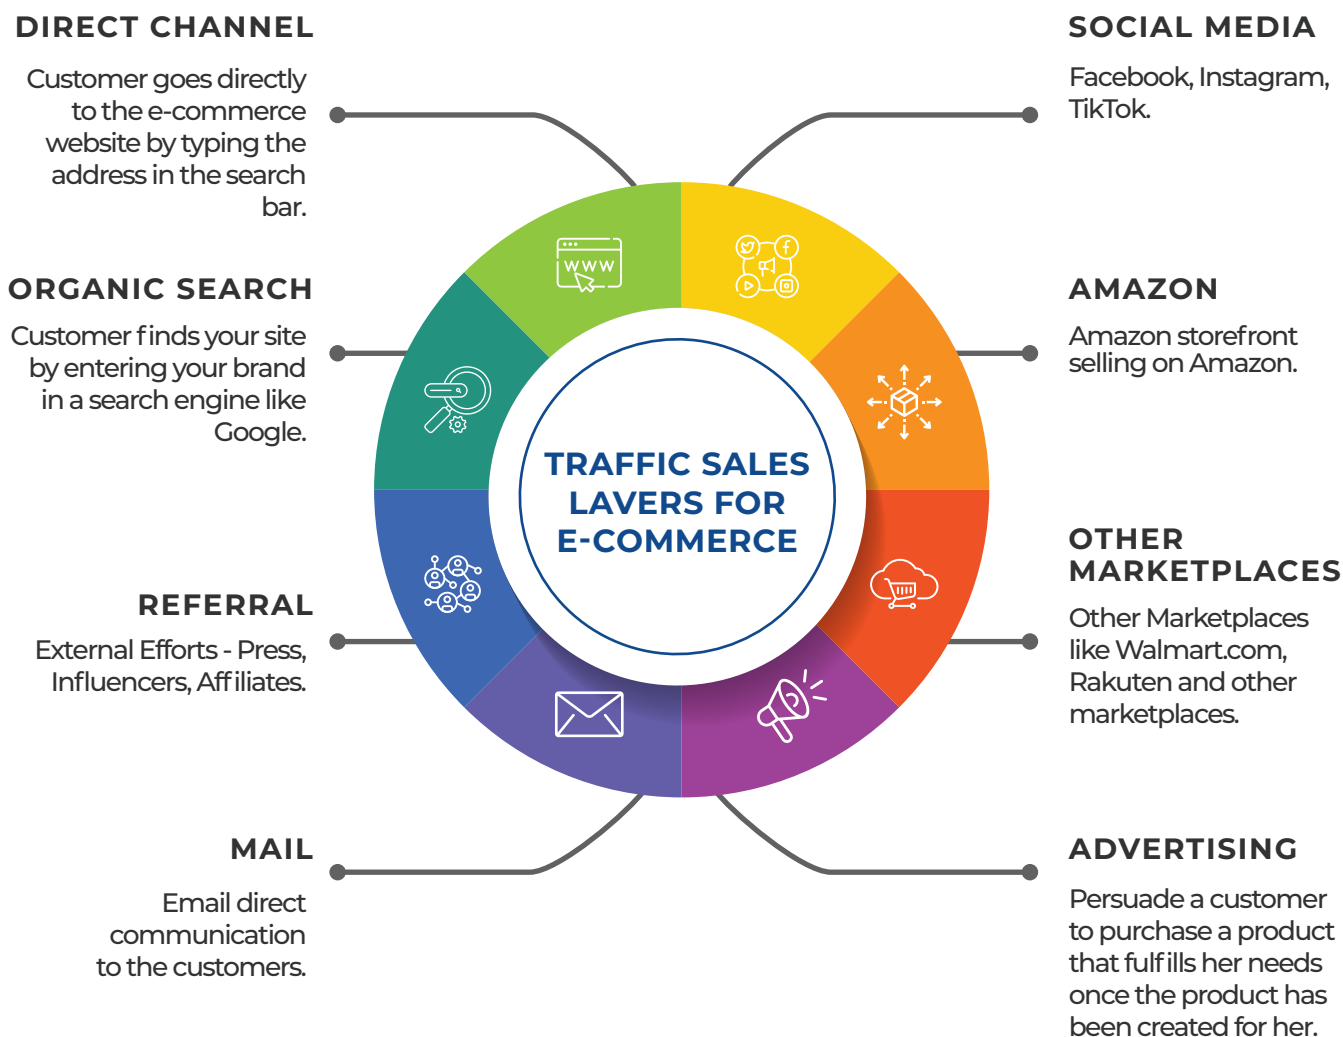 DIRECT CHANNEL
Customer goes directly
to the e-commerce
website by typing the
address in the search
bar.
ORGANIC SEARCH
Customer finds your site
by entering your brand
in a search engine like
Google.
REFERRAL
External Efforts - Press,
Influencers, Affiliates.
MAIL
Email direct
communication
to the customers.
WWW
TRAFFIC SALES
LAVERS FOR
E-COMMERCE
SOCIAL MEDIA
Facebook, Instagram,
TikTok.
AMAZON
Amazon storefront
selling on Amazon.
OTHER
MARKETPLACES
Other Marketplaces
like Walmart.com,
Rakuten and other
marketplaces.
ADVERTISING
Persuade a customer
to purchase a product
that fulfills her needs
once the product has
been created for her.